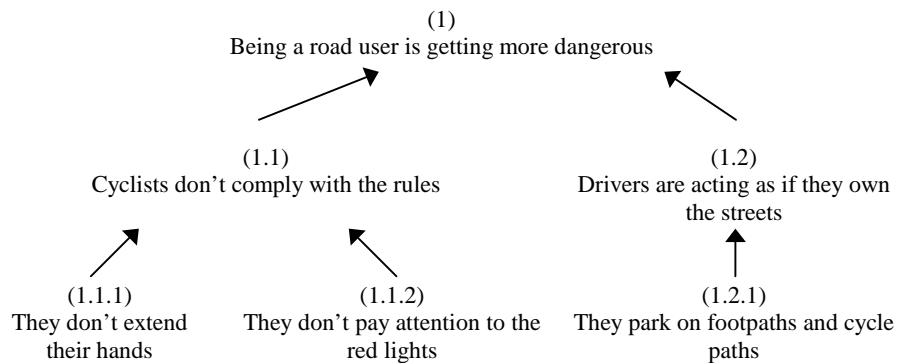 (1)
Being a road user is getting more dangerous
(1.1)
Cyclists don’t comply with the rules
(1.2)
Drivers are acting as if they own
the streets
(1.1.1)
They don’t extend
their hands
(1.1.2)
They don’t pay attention to the
red lights
(1.2.1)
They park on footpaths and cycle
paths